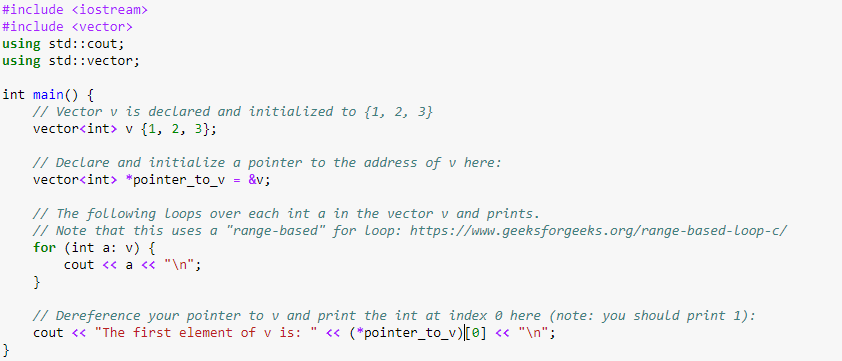 #include <iostream>
#include <vector>
using std::cout;
using std::vector;
int main() {
// Vector v is declared and initialized to {1, 2, 3}
vector<int> v {1, 2, 3};
// Declare and initialize a pointer to the address of v here:
vector<int> *pointer_to_v = &v;
// The following loops over each int a in the vector v and prints.
// Note that this uses a "range-based" for loop: https://www.geeksforgeeks.org/range-based-loop-c/
for (int a: v) {
cout << a << "\n";
}
// Dereference your pointer to v and print the int at index 0 here (note: you should print 1):
cout << "The first element of v is: " << (*pointer_to_v)[0] << "\n";
}